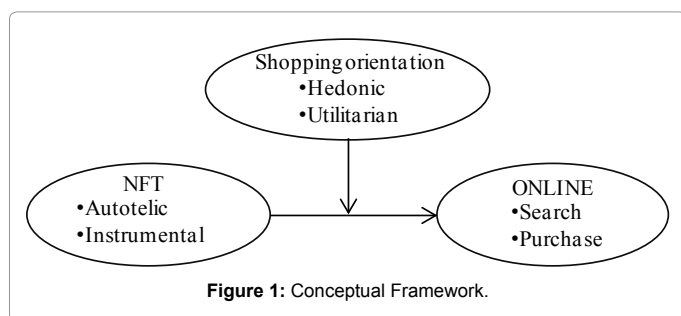 Shopping orientation
•Hedonic
•Utilitarian
NFT
•Autotelic
•Instrumental
ONLINE
•Search
•Purchase
Figure 1: Conceptual Framework.